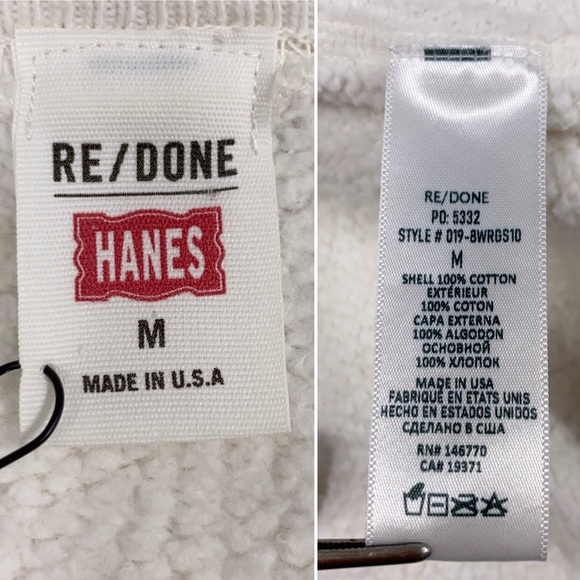 RE/DONE
HANES
M
MADE IN U.S.A
RE/DONE
PO: 5332
STYLE # 019-8WRGS10
M
SHELL 100% COTTON
EXTÉRIEUR
100% COTON
CAPA EXTERNA
100% ALGODON
ОСНОВНОЙ
100% ХЛОПОК
MADE IN USA
FABRIQUÉ EN ÉTATS UNIS
HECHO EN ESTADOS UNIDOS
СДЕЛАНО В США
RN# 146770
CA# 19371